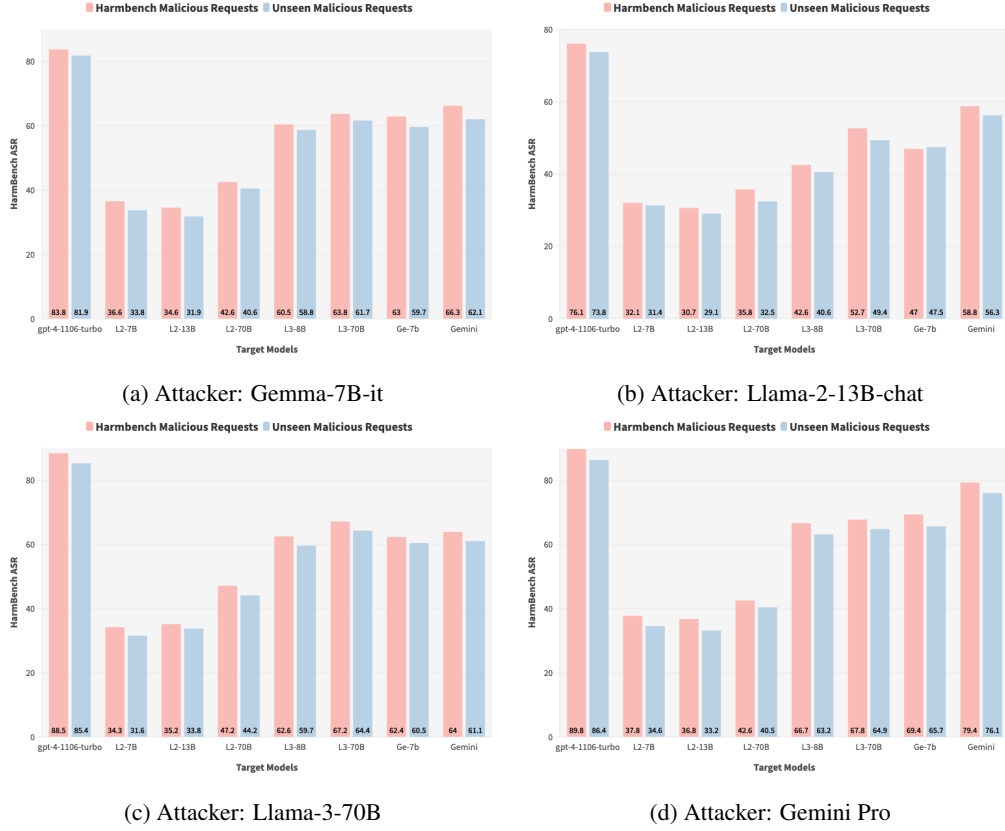 Harmbench Malicious Requests Unseen Malicious Requests
HarmBench ASR
80
60
40
20
0
83.8 81.9 36.6 33.8 34.6 31.9 42.6 40.6 60.5 58.8 63.8 61.7 63 59.7 66.3 62.1
gpt-4-1106-turbo L2-7B L2-13B L2-70B L3-8B L3-70B Ge-7b Gemini
Target Models
(a) Attacker: Gemma-7B-it
Harmbench Malicious Requests Unseen Malicious Requests
HarmBench ASR
80
60
40
20
0
76.1 73.8 32.1 31.4 30.7 29.1 35.8 32.5 42.6 40.6 52.7 49.4 47 47.5 58.8 56.3
gpt-4-1106-turbo L2-7B L2-13B L2-70B L3-8B L3-70B Ge-7b Gemini
Target Models
(b) Attacker: Llama-2-13B-chat
Harmbench Malicious Requests Unseen Malicious Requests
HarmBench ASR
80
60
40
20
0
88.5 85.4 34.3 31.6 35.2 33.8 47.2 44.2 62.6 59.7 67.2 64.4 62.4 60.5 64 61.1
gpt-4-1106-turbo L2-7B L2-13B L2-70B L3-8B L3-70B Ge-7b Gemini
Target Models
(c) Attacker: Llama-3-70B
Harmbench Malicious Requests Unseen Malicious Requests
HarmBench ASR
80
60
40
20
0
89.8 86.4 37.8 34.6 36.8 33.2 42.6 40.5 66.7 63.2 67.8 64.9 69.4 65.7 79.4 76.1
gpt-4-1106-turbo L2-7B L2-13B L2-70B L3-8B L3-70B Ge-7b Gemini
Target Models
(d) Attacker: Gemini Pro